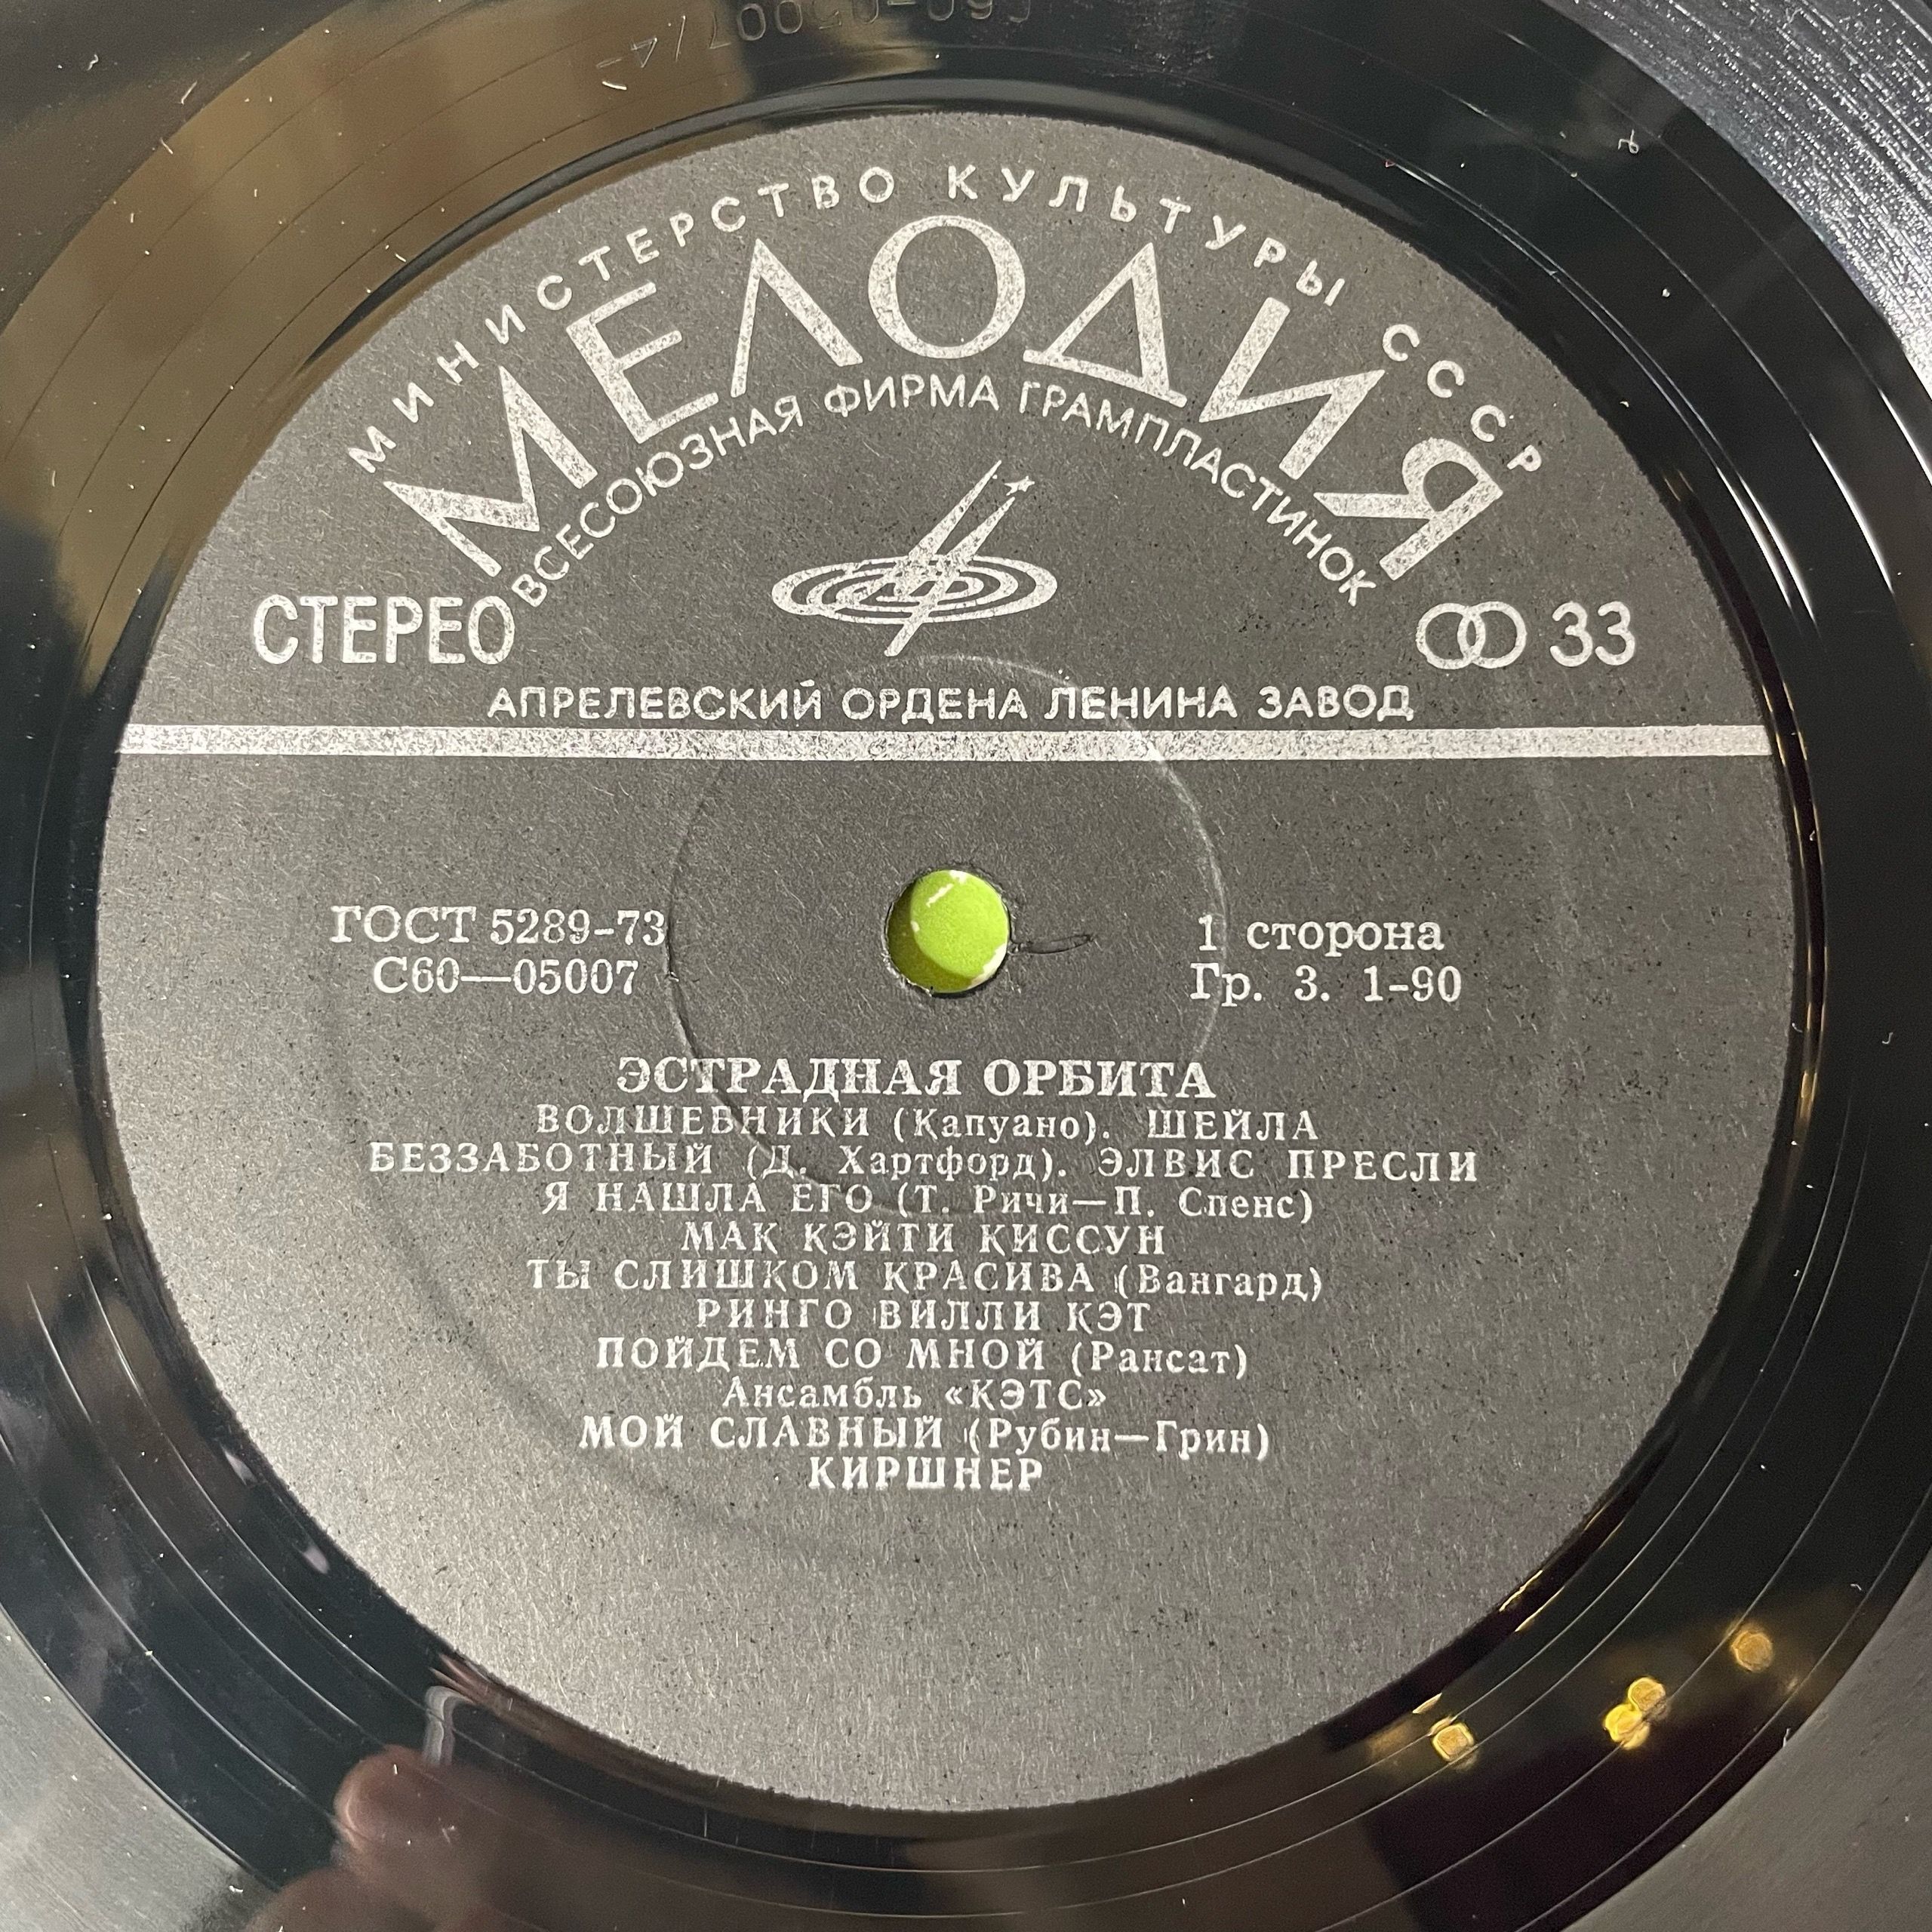 МИНИСТЕРСТВО КУЛЬТУРЫ СССР
МЕЛОДИЯ
ВСЕСОЮЗНАЯ ФИРМА ГРАМПЛАСТИНОК
СТЕРЕО
33
АПРЕЛЕВСКИЙ ОРДЕНА ЛЕНИНА ЗАВОД
ГОСТ 5289-73
С60—05007
1 сторона
Гр. 3. 1-90
ЭСТРАДНАЯ ОРБИТА
ВОЛШЕВНИКИ (Капуано). ШЕЙЛА
БЕЗЗАБОТНЫЙ (Д. Хартфорд). ЭЛВИС ПРЕСЛИ
Я НАШЛА ЕГО (Т. Ричи—П. Спенс)
МАК КЭЙТИ КИССУН
ТЫ СЛИШКОМ КРАСИВА (Вангард)
РИНГО ВИЛЛИ КЭТ
ПОЙДЕМ СО МНОЙ (Рансат)
Ансамбль «КЭТС»
МОЙ СЛАВНЫЙ (Рубин—Грин)
КИРШНЕР